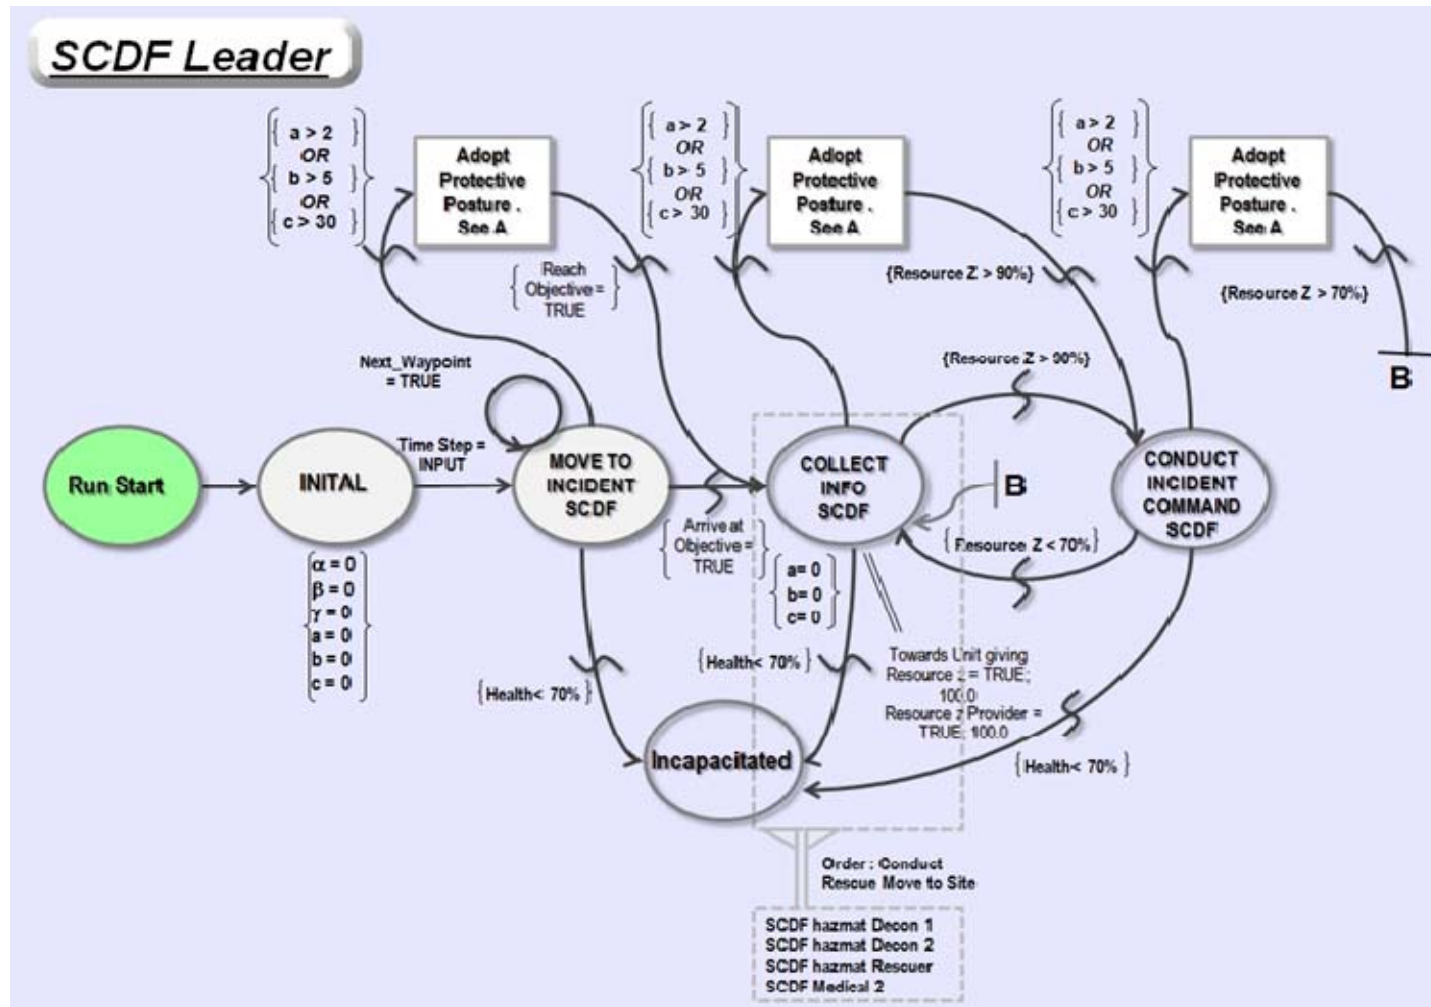 SCDF Leader
{ a > 2 }
OR
{ b > 5 }
OR
{ c > 30 }
Adopt
Protective
Posture .
See A
{ a > 2 }
OR
{ b > 5 }
OR
{ c > 30 }
Adopt
Protective
Posture .
See A
{ a > 2 }
OR
{ b > 5 }
OR
{ c > 30 }
Adopt
Protective
Posture .
See A
Reach
Objective =
TRUE
{Resource Z > 90%}
{Resource Z > 70%}
B
Next_Waypoint
= TRUE
{Resource Z > 90%}
Run Start
INITAL
Time Step =
INPUT
MOVE TO
INCIDENT
SCDF
COLLECT
INFO
SCDF
B
CONDUCT
INCIDENT
COMMAND
SCDF
Arrive at
Objective =
TRUE
{ Resource Z < 70%}
α = 0
β = 0
γ = 0
a = 0
b = 0
c = 0
a= 0
b= 0
c= 0
{Health< 70% }
{Health< 70% }
Towards Unit giving
Resource z = TRUE;
100.0
Resource z Provider =
TRUE; 100.0
{Health< 70% }
Incapacitated
Order : Conduct
Rescue Move to Site
SCDF hazmat Decon 1
SCDF hazmat Decon 2
SCDF hazmat Rescuer
SCDF Medical 2